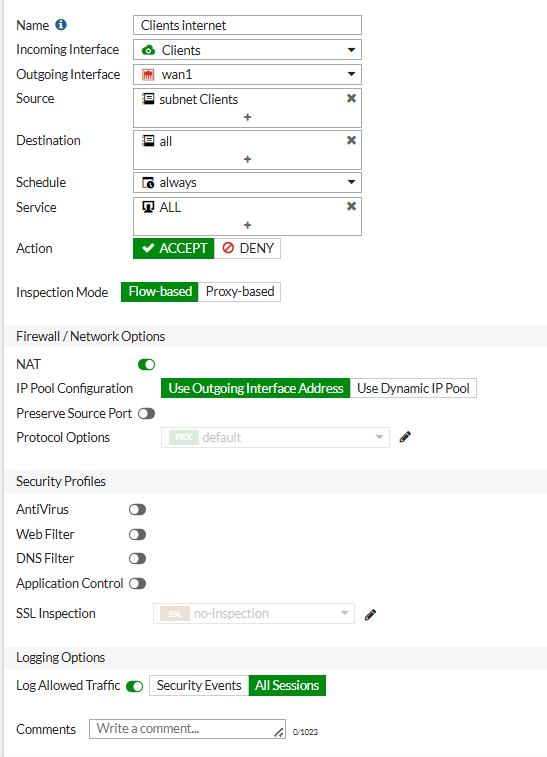 Name Clients internet
Incoming Interface Clients
Outgoing Interface wan1
Source subnet Clients
+
Destination all
+
Schedule always
Service ALL
+
Action ACCEPT DENY
Inspection Mode Flow-based Proxy-based
Firewall / Network Options
NAT
IP Pool Configuration Use Outgoing Interface Address Use Dynamic IP Pool
Preserve Source Port
Protocol Options PRX default
Security Profiles
AntiVirus
Web Filter
DNS Filter
Application Control
SSL Inspection SSL no-inspection
Logging Options
Log Allowed Traffic Security Events All Sessions
Comments Write a comment... 0/1023